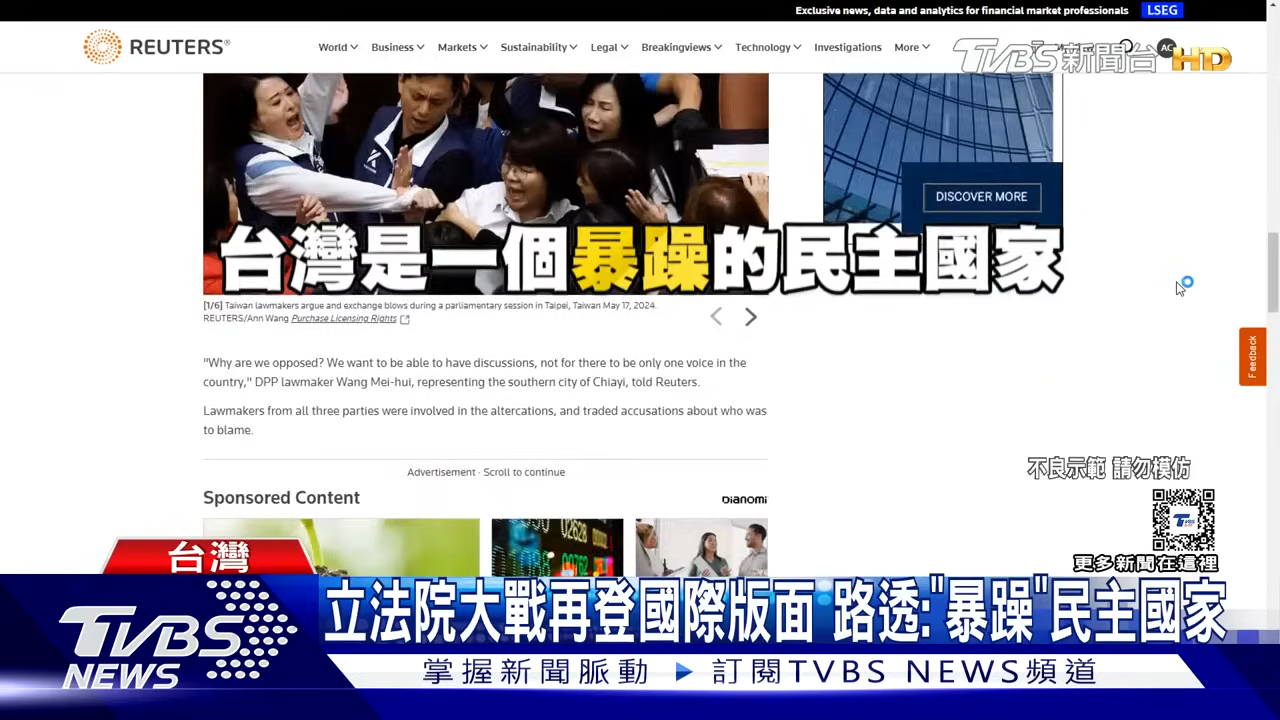 Exclusive news, data and analytics for financial market professionals LSEG
REUTERS®
World Business Markets Sustainability Legal Breakingviews Technology Investigations More
TVBS新聞台 HD
AC
K
DISCOVER MORE
台灣是一個暴躁的民主國家
[1/6] Taiwan lawmakers argue and exchange blows during a parliamentary session in Taipei, Taiwan May 17, 2024.
REUTERS/Ann Wang Purchase Licensing Rights
Feedback
"Why are we opposed? We want to be able to have discussions, not for there to be only one voice in the
country," DPP lawmaker Wang Mei-hui, representing the southern city of Chiayi, told Reuters.
Lawmakers from all three parties were involved in the altercations, and traded accusations about who was
to blame.
Advertisement · Scroll to continue
不良示範 請勿模仿
Sponsored Content
Dianomi
02628
更多新聞在這裡
台灣
立法院大戰再登國際版面 路透:"暴躁"民主國家
TVBS
NEWS
掌握新聞脈動 訂閱TVBS NEWS頻道